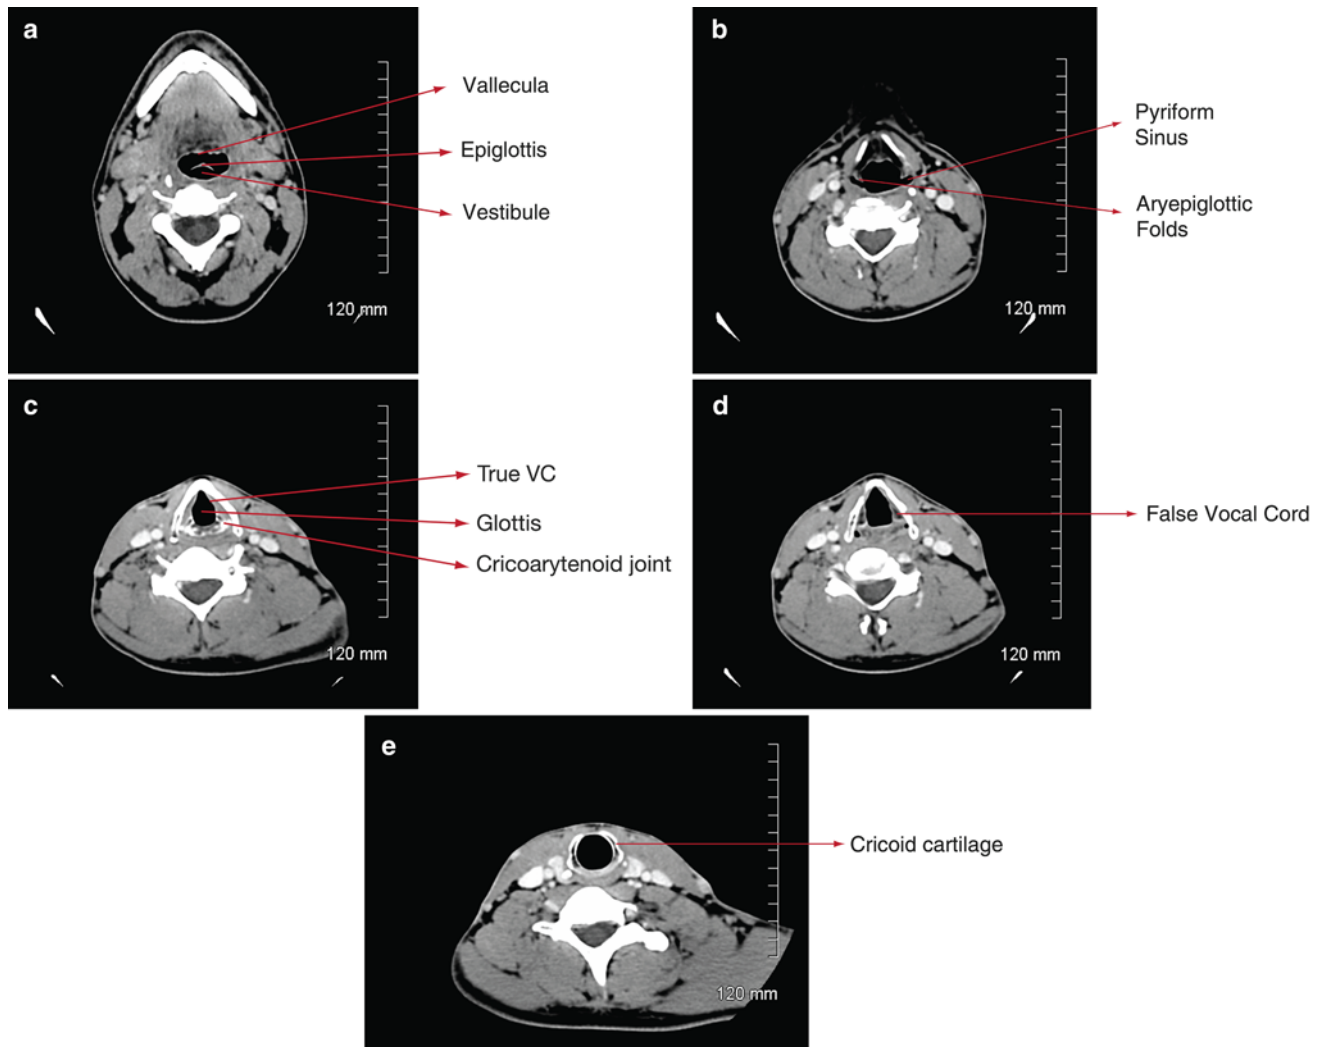 a
Vallecula
Epiglottis
Vestibule
120 mm
b
Pyriform
Sinus
Aryepiglottic
Folds
120 mm
c
True VC
Glottis
Cricoarytenoid joint
120 mm
d
False Vocal Cord
120 mm
e
Cricoid cartilage
120 mm